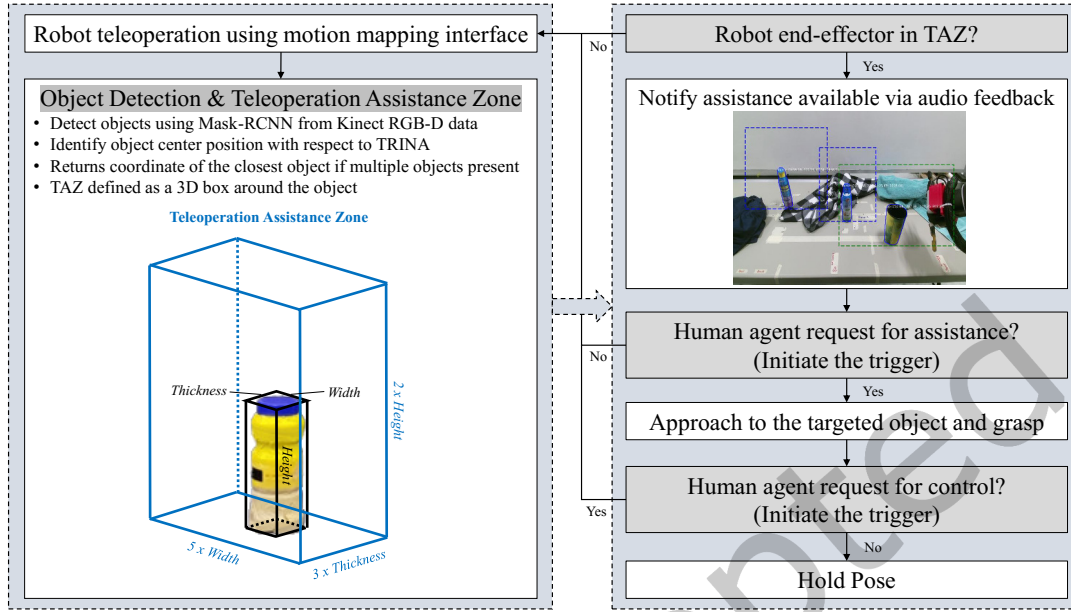 Robot teleoperation using motion mapping interface
Object Detection & Teleoperation Assistance Zone
• Detect objects using Mask-RCNN from Kinect RGB-D data
• Identify object center position with respect to TRINA
• Returns coordinate of the closest object if multiple objects present
• TAZ defined as a 3D box around the object
Teleoperation Assistance Zone
Thickness
Width
Height
2 x Height
5 x Width
3 x Thickness
Robot end-effector in TAZ?
No
Yes
Notify assistance available via audio feedback
Human agent request for assistance?
(Initiate the trigger)
No
Yes
Approach to the targeted object and grasp
Human agent request for control?
(Initiate the trigger)
Yes
No
Hold Pose
pted